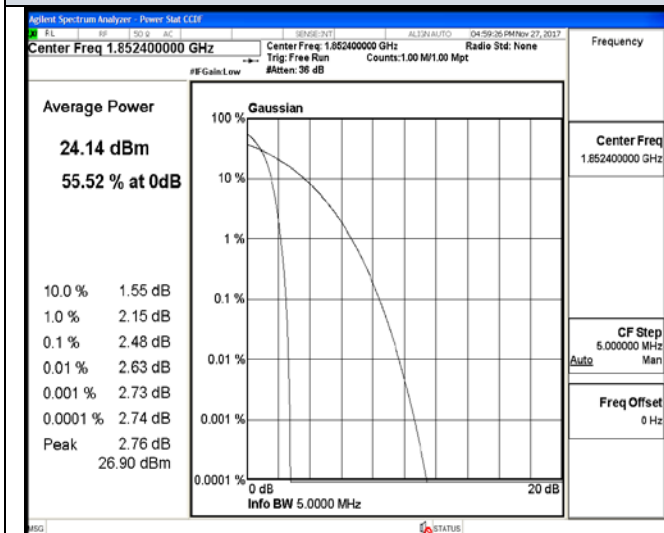 Agilent Spectrum Analyzer - Power Stat CCDF
RL RF 50 Ω AC SENSE:INT ALIGN AUTO 04:59:26 PM Nov 27, 2017
Center Freq 1.852400000 GHz
Center Freq: 1.852400000 GHz Radio Std: None
Trig: Free Run Counts:1.00 M/1.00 Mpt
#IFGain:Low #Atten: 36 dB
Frequency
Average Power
24.14 dBm
55.52 % at 0dB
10.0 % 1.55 dB
1.0 % 2.15 dB
0.1 % 2.48 dB
0.01 % 2.63 dB
0.001 % 2.73 dB
0.0001 % 2.74 dB
Peak 2.76 dB
26.90 dBm
Gaussian
100 %
10 %
1 %
0.1 %
0.01 %
0.001 %
0.0001 %
0 dB 20 dB
Info BW 5.0000 MHz
Center Freq
1.852400000 GHz
CF Step
5.000000 MHz
Auto Man
Freq Offset
0 Hz
MSG STATUS